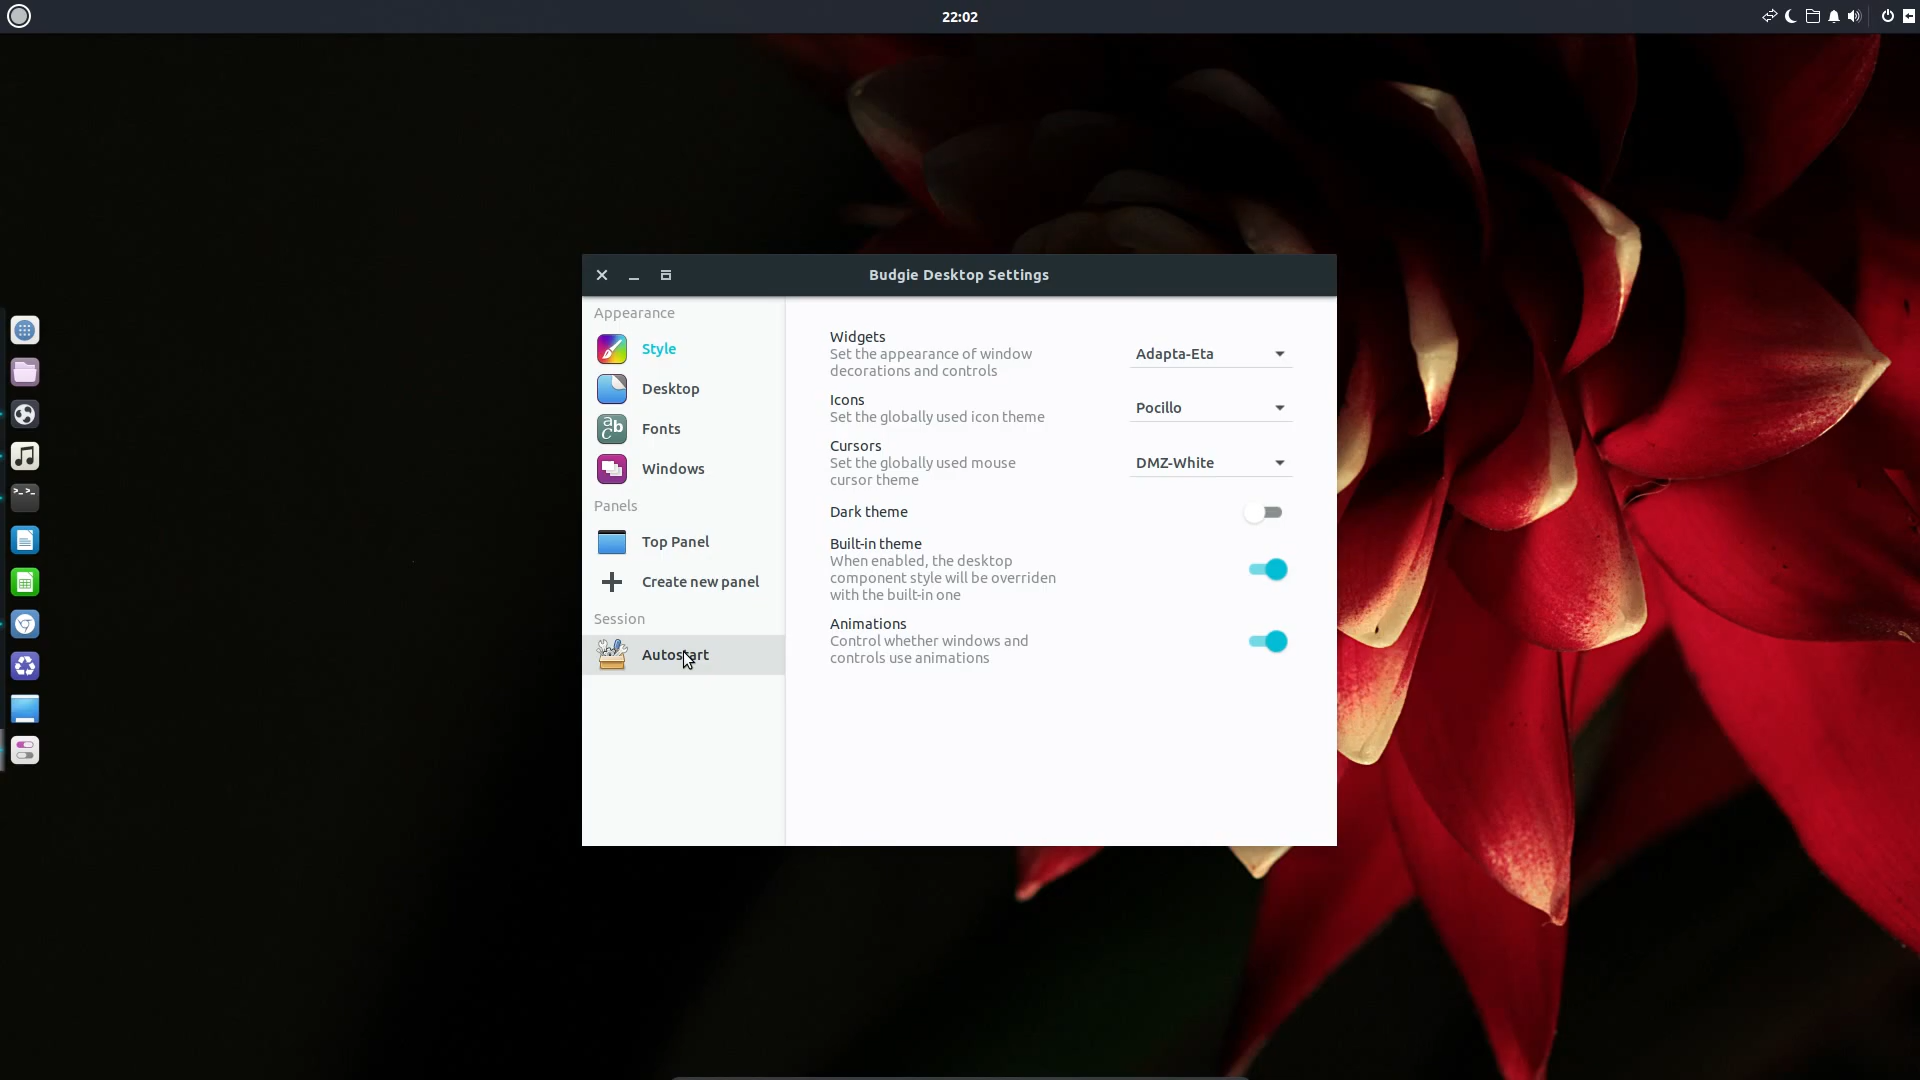 22:02
Budgie Desktop Settings
Appearance
Style
Desktop
Fonts
Windows
Panels
Top Panel
Create new panel
Session
Autostart
Widgets
Set the appearance of window
decorations and controls
Adapta-Eta
Icons
Set the globally used icon theme
Pocillo
Cursors
Set the globally used mouse
cursor theme
DMZ-White
Dark theme
Built-in theme
When enabled, the desktop
component style will be overriden
with the built-in one
Animations
Control whether windows and
controls use animations